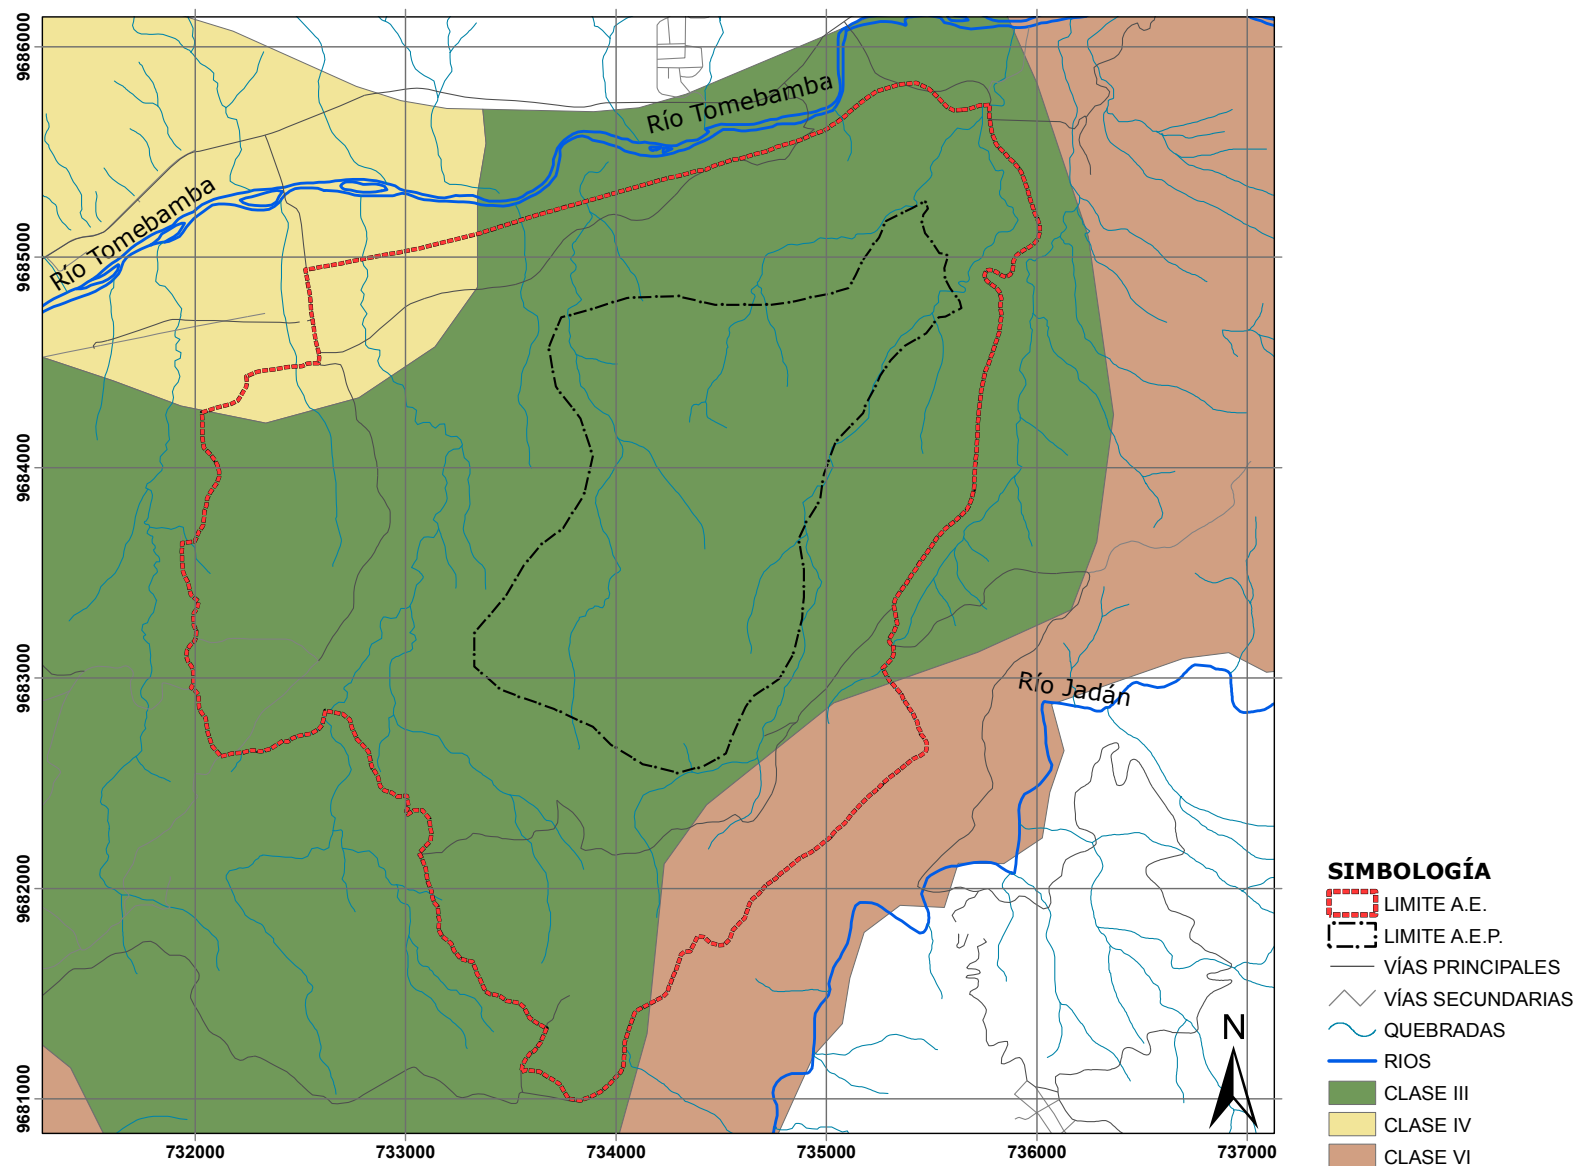 9686000
9685000
9684000
9683000
9682000
9681000
Río Tomebamba
Río Tomebamba
Río Jadán
N
732000
733000
734000
735000
736000
737000
SIMBOLOGÍA
LIMITE A.E.
LIMITE A.E.P.
VÍAS PRINCIPALES
VÍAS SECUNDARIAS
QUEBRADAS
RIOS
CLASE III
CLASE IV
CLASE VI